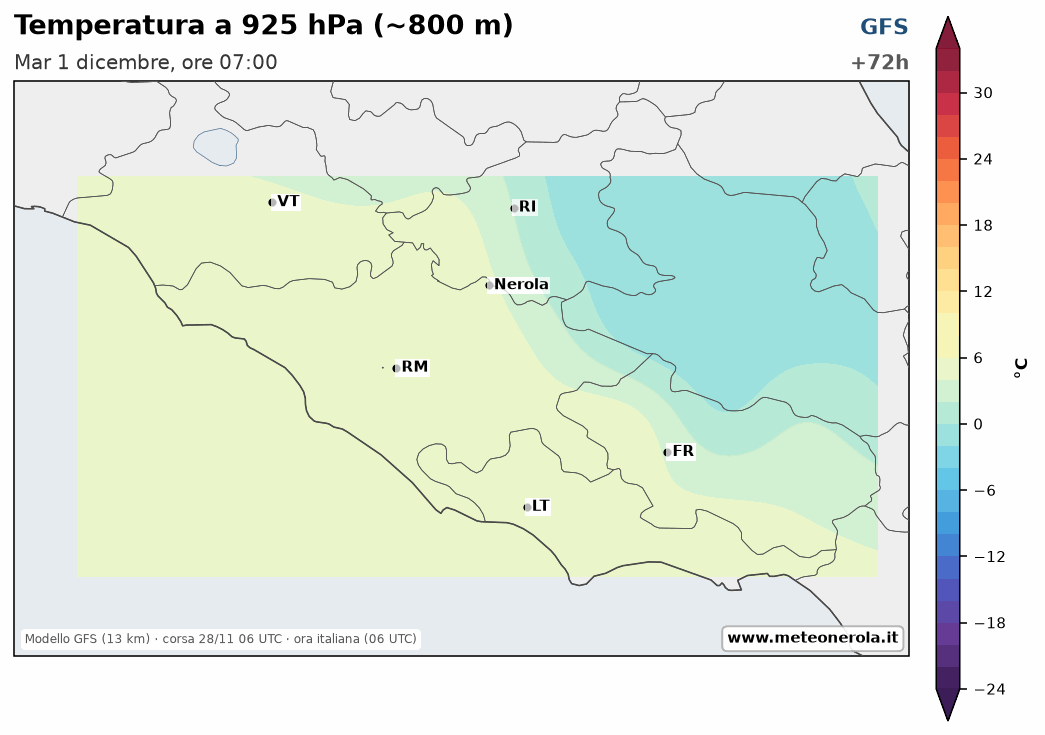 Temperatura a 925 hPa (~800 m)
GFS
Mar 1 dicembre, ore 07:00
+72h
30
24
18
12
6
0
−6
−12
−18
−24
°C
VT
RI
Nerola
RM
FR
LT
Modello GFS (13 km) · corsa 28/11 06 UTC · ora italiana (06 UTC)
www.meteonerola.it